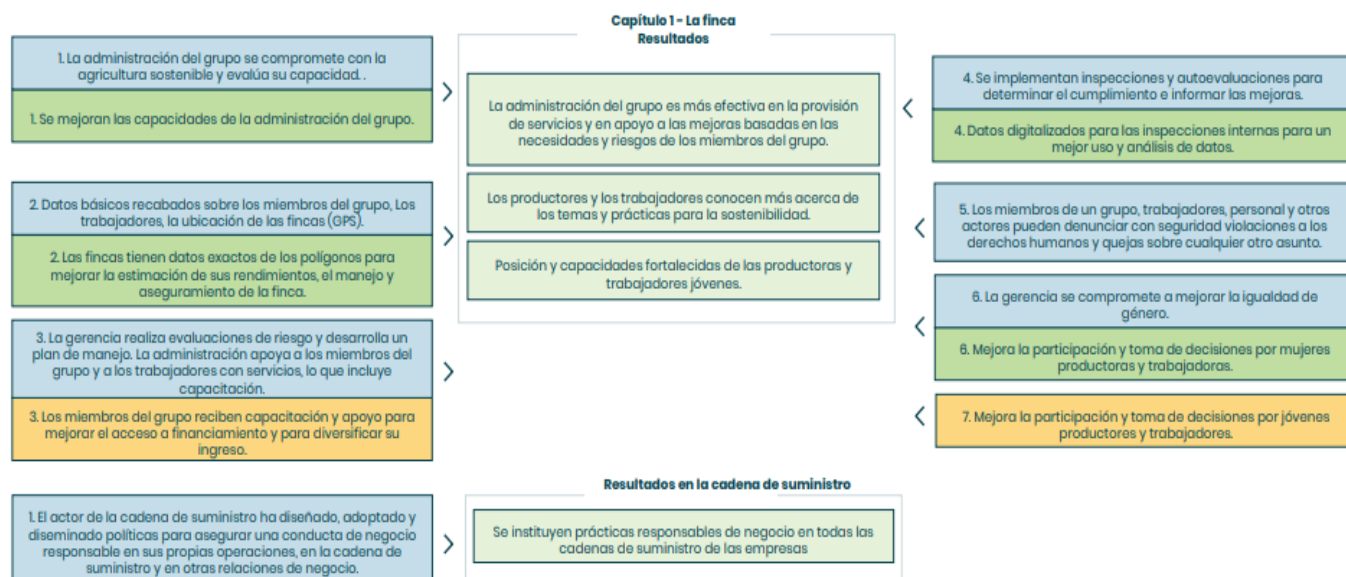 Capítulo 1 - La finca
Resultados
1. La administración del grupo se compromete con la
agricultura sostenible y evalúa su capacidad. .
1. Se mejoran las capacidades de la administración del grupo.
2. Datos básicos recabados sobre los miembros del grupo, Los
trabajadores, la ubicación de las fincas (GPS).
2. Las fincas tienen datos exactos de los polígonos para
mejorar la estimación de sus rendimientos, el manejo y
aseguramiento de la finca.
3. La gerencia realiza evaluaciones de riesgo y desarrolla un
plan de manejo. La administración apoya a los miembros del
grupo y a los trabajadores con servicios, lo que incluye
capacitación.
3. Los miembros del grupo reciben capacitación y apoyo para
mejorar el acceso a financiamiento y para diversificar su
ingreso.
La administración del grupo es más efectiva en la provisión
de servicios y en apoyo a las mejoras basadas en las
necesidades y riesgos de los miembros del grupo.
Los productores y los trabajadores conocen más acerca de
los temas y prácticas para la sostenibilidad.
Posición y capacidades fortalecidas de las productoras y
trabajadores jóvenes.
4. Se implementan inspecciones y autoevaluaciones para
determinar el cumplimiento e informar las mejoras.
4. Datos digitalizados para las inspecciones internas para un
mejor uso y análisis de datos.
5. Los miembros de un grupo, trabajadores, personal y otros
actores pueden denunciar con seguridad violaciones a los
derechos humanos y quejas sobre cualquier otro asunto.
6. La gerencia se compromete a mejorar la igualdad de
género.
6. Mejora la participación y toma de decisiones por mujeres
productoras y trabajadoras.
7. Mejora la participación y toma de decisiones por jóvenes
productores y trabajadores.
Resultados en la cadena de suministro
1. El actor de la cadena de suministro ha diseñado, adoptado y
diseminado políticas para asegurar una conducta de negocio
responsable en sus propias operaciones, en la cadena de
suministro y en otras relaciones de negocio.
Se instituyen prácticas responsables de negocio en todas las
cadenas de suministro de las empresas